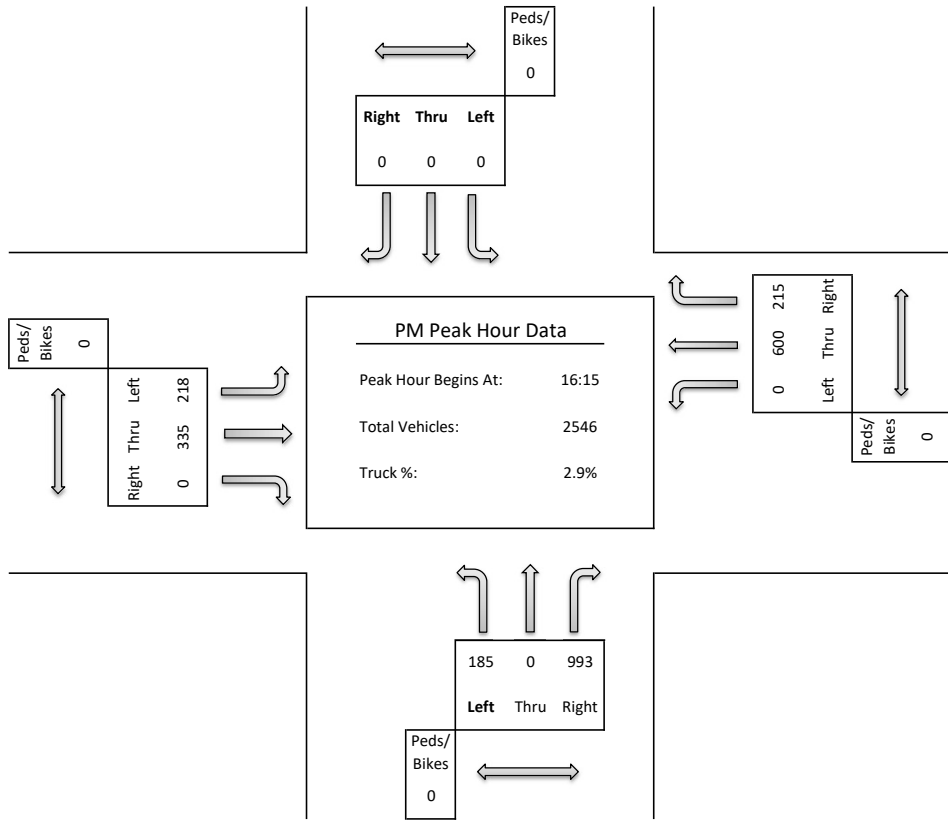 Peds/
Bikes
0
Right Thru Left
0 0 0
215 Right
600 Thru
0 Left
Peds/
Bikes
0
Peds/
Bikes
0
Left 218
Thru 335
Right 0
PM Peak Hour Data
Peak Hour Begins At: 16:15
Total Vehicles: 2546
Truck %: 2.9%
185 0 993
Left Thru Right
Peds/
Bikes
0